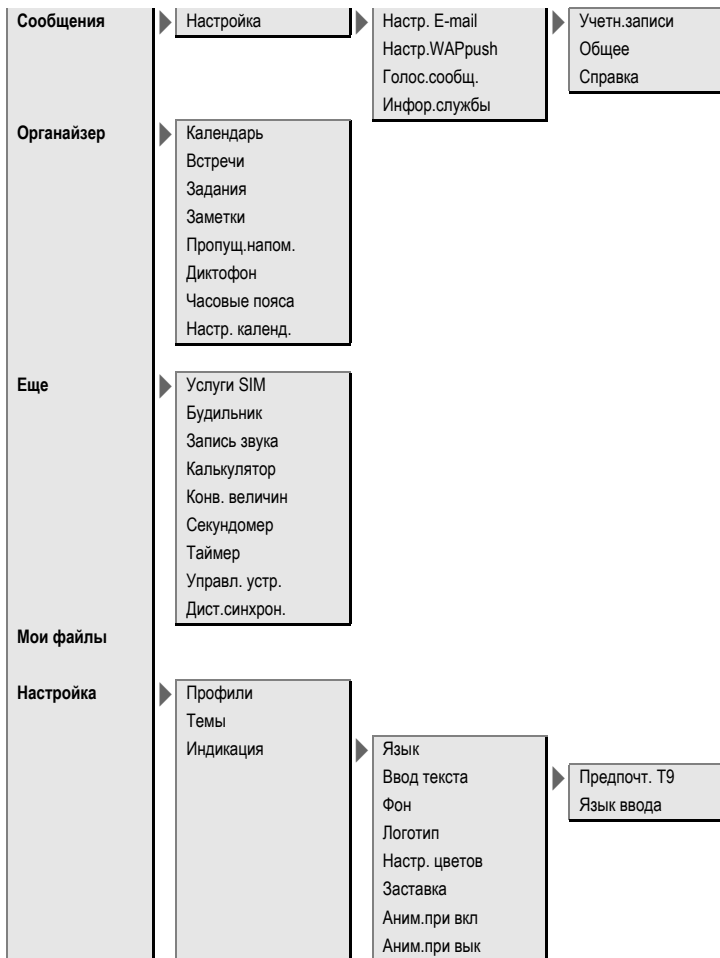 Сообщения
Настройка
Настр. E-mail
Учетн.записи
Настр.WAPpush
Общее
Голос.сообщ.
Справка
Инфор.службы
Органайзер
Календарь
Встречи
Задания
Заметки
Пропущ.напом.
Диктофон
Часовые пояса
Настр. календ.
Еще
Услуги SIM
Будильник
Запись звука
Калькулятор
Конв. величин
Секундомер
Таймер
Управл. устр.
Дист.синхрон.
Мои файлы
Настройка
Профили
Темы
Индикация
Язык
Ввод текста
Предпочт. T9
Фон
Язык ввода
Логотип
Настр. цветов
Заставка
Аним.при вкл
Аним.при вык